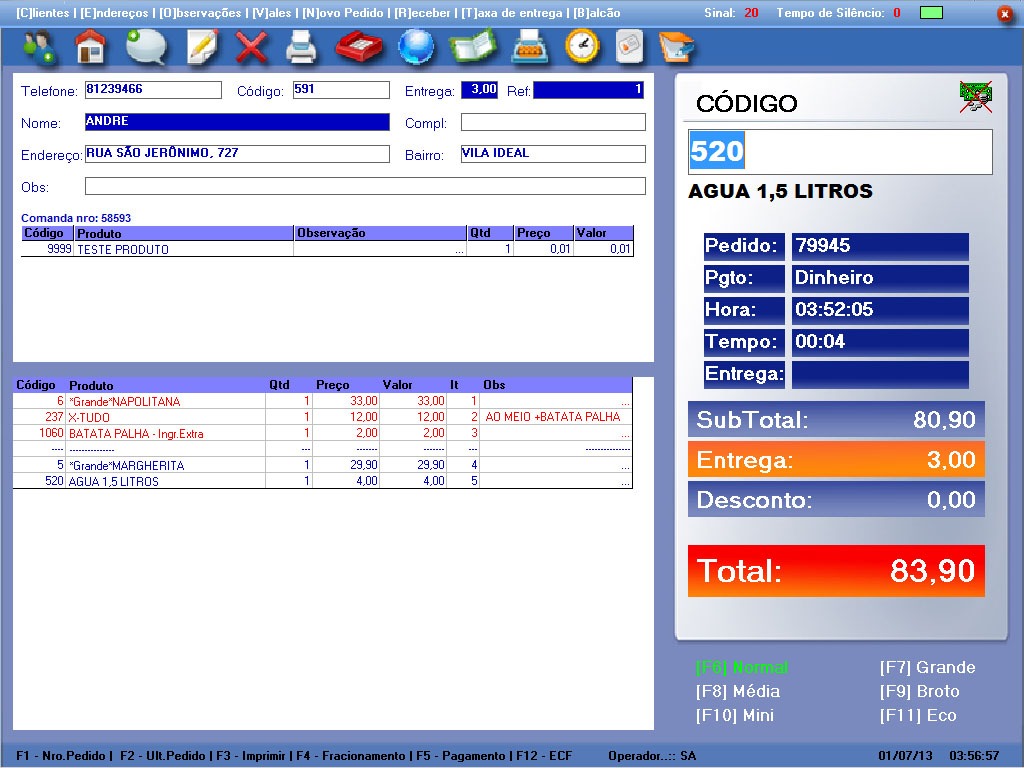 [C]lientes | [E]ndereços | [O]bservações | [V]ales | [N]ovo Pedido | [R]eceber | [T]axa de entrega | [B]alcão Sinal: 20 Tempo de Silêncio: 0
Telefone: 81239466 Código: 591 Entrega: 3,00 Ref: 1
Nome: ANDRE Compl:
Endereço: RUA SÃO JERÔNIMO, 727 Bairro: VILA IDEAL
Obs:
Comanda nro: 58593
Código Produto Observação Qtd Preço Valor
9999 TESTE PRODUTO ... 1 0,01 0,01
Código Produto Qtd Preço Valor It Obs
6 *Grande*NAPOLITANA 1 33,00 33,00 1 ...
237 X-TUDO 1 12,00 12,00 2 AO MEIO +BATATA PALHA
1060 BATATA PALHA - Ingr.Extra 1 2,00 2,00 3 ...
---- -------------- --- ------- ------- --- --------------
5 *Grande*MARGHERITA 1 29,90 29,90 4 ...
520 AGUA 1,5 LITROS 1 4,00 4,00 5 ...
CÓDIGO
520
AGUA 1,5 LITROS
Pedido: 79945
Pgto: Dinheiro
Hora: 03:52:05
Tempo: 00:04
Entrega:
SubTotal: 80,90
Entrega: 3,00
Desconto: 0,00
Total: 83,90
[F6] Normal [F7] Grande
[F8] Média [F9] Broto
[F10] Mini [F11] Eco
F1 - Nro.Pedido | F2 - Ult.Pedido | F3 - Imprimir | F4 - Fracionamento | F5 - Pagamento | F12 - ECF Operador..:: SA 01/07/13 03:56:57